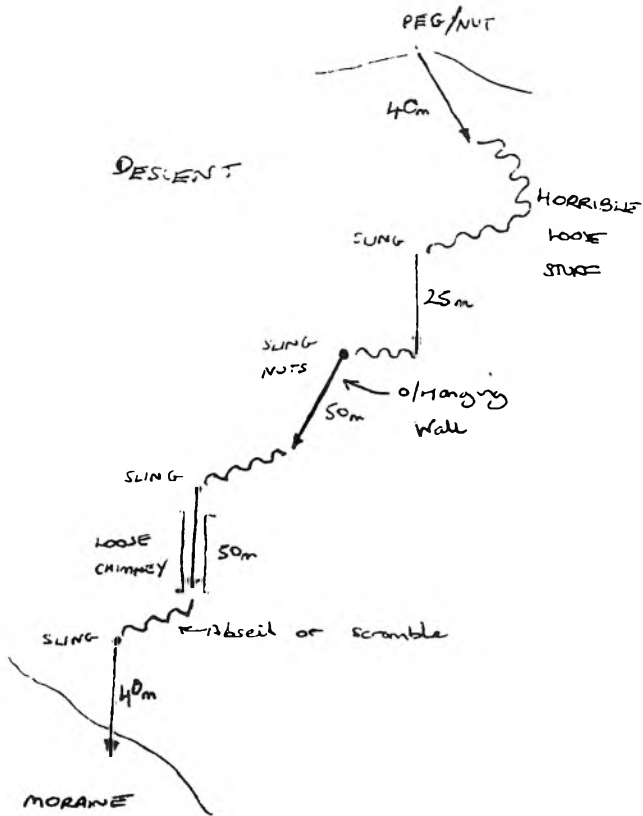 PEG/NUT
40m
DESCENT
HORRIBLE
LOOSE
STUFF
SLING
25m
SLING
NUTS
O/Hanging
Wall
50m
SLING
LOOSE
CHIMNEY
50m
Abseil or scramble
SLING
40m
MORAINE